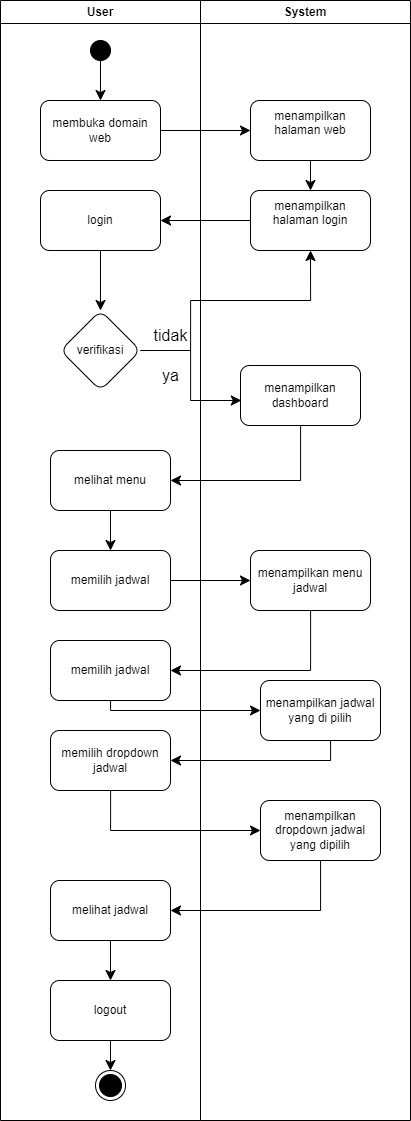 User
System
membuka domain
web
menampilkan
halaman web
login
menampilkan
halaman login
verifikasi
tidak
ya
menampilkan
dashboard
melihat menu
memilih jadwal
menampilkan menu
jadwal
memilih jadwal
menampilkan jadwal
yang di pilih
memilih dropdown
jadwal
menampilkan
dropdown jadwal
yang dipilih
melihat jadwal
logout